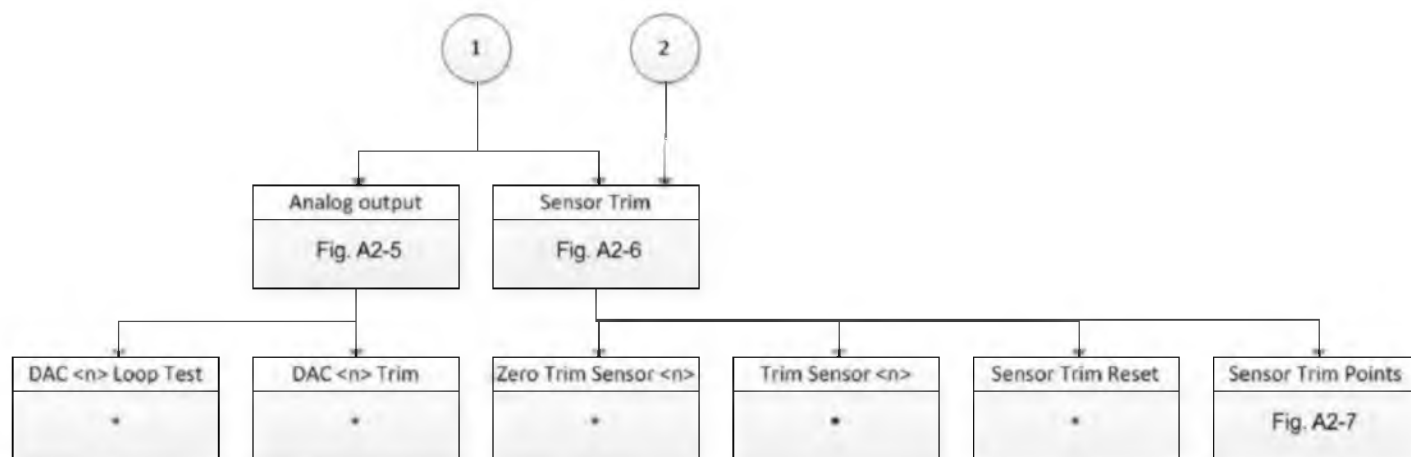 1
2
Analog output
Fig. A2-5
Sensor Trim
Fig. A2-6
DAC <n> Loop Test
*
DAC <n> Trim
*
Zero Trim Sensor <n>
*
Trim Sensor <n>
*
Sensor Trim Reset
*
Sensor Trim Points
Fig. A2-7